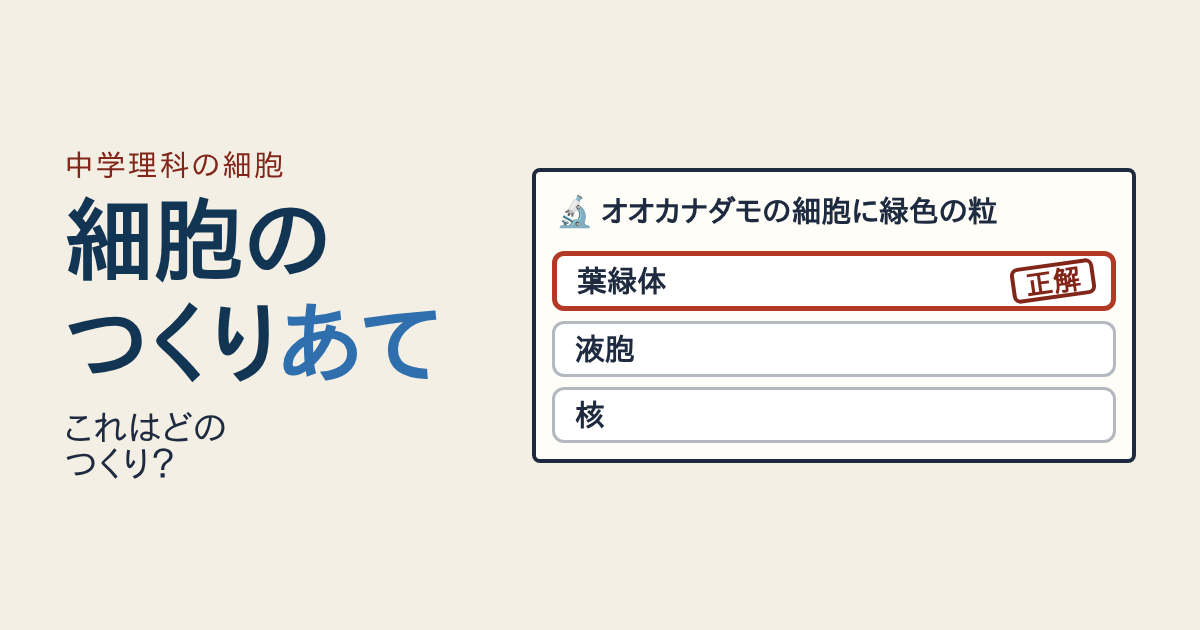 中学理科の細胞
細胞の
つくりあて
これはどの
つくり？
🔬 オオカナダモの細胞に緑色の粒
葉緑体
正解
液胞
核